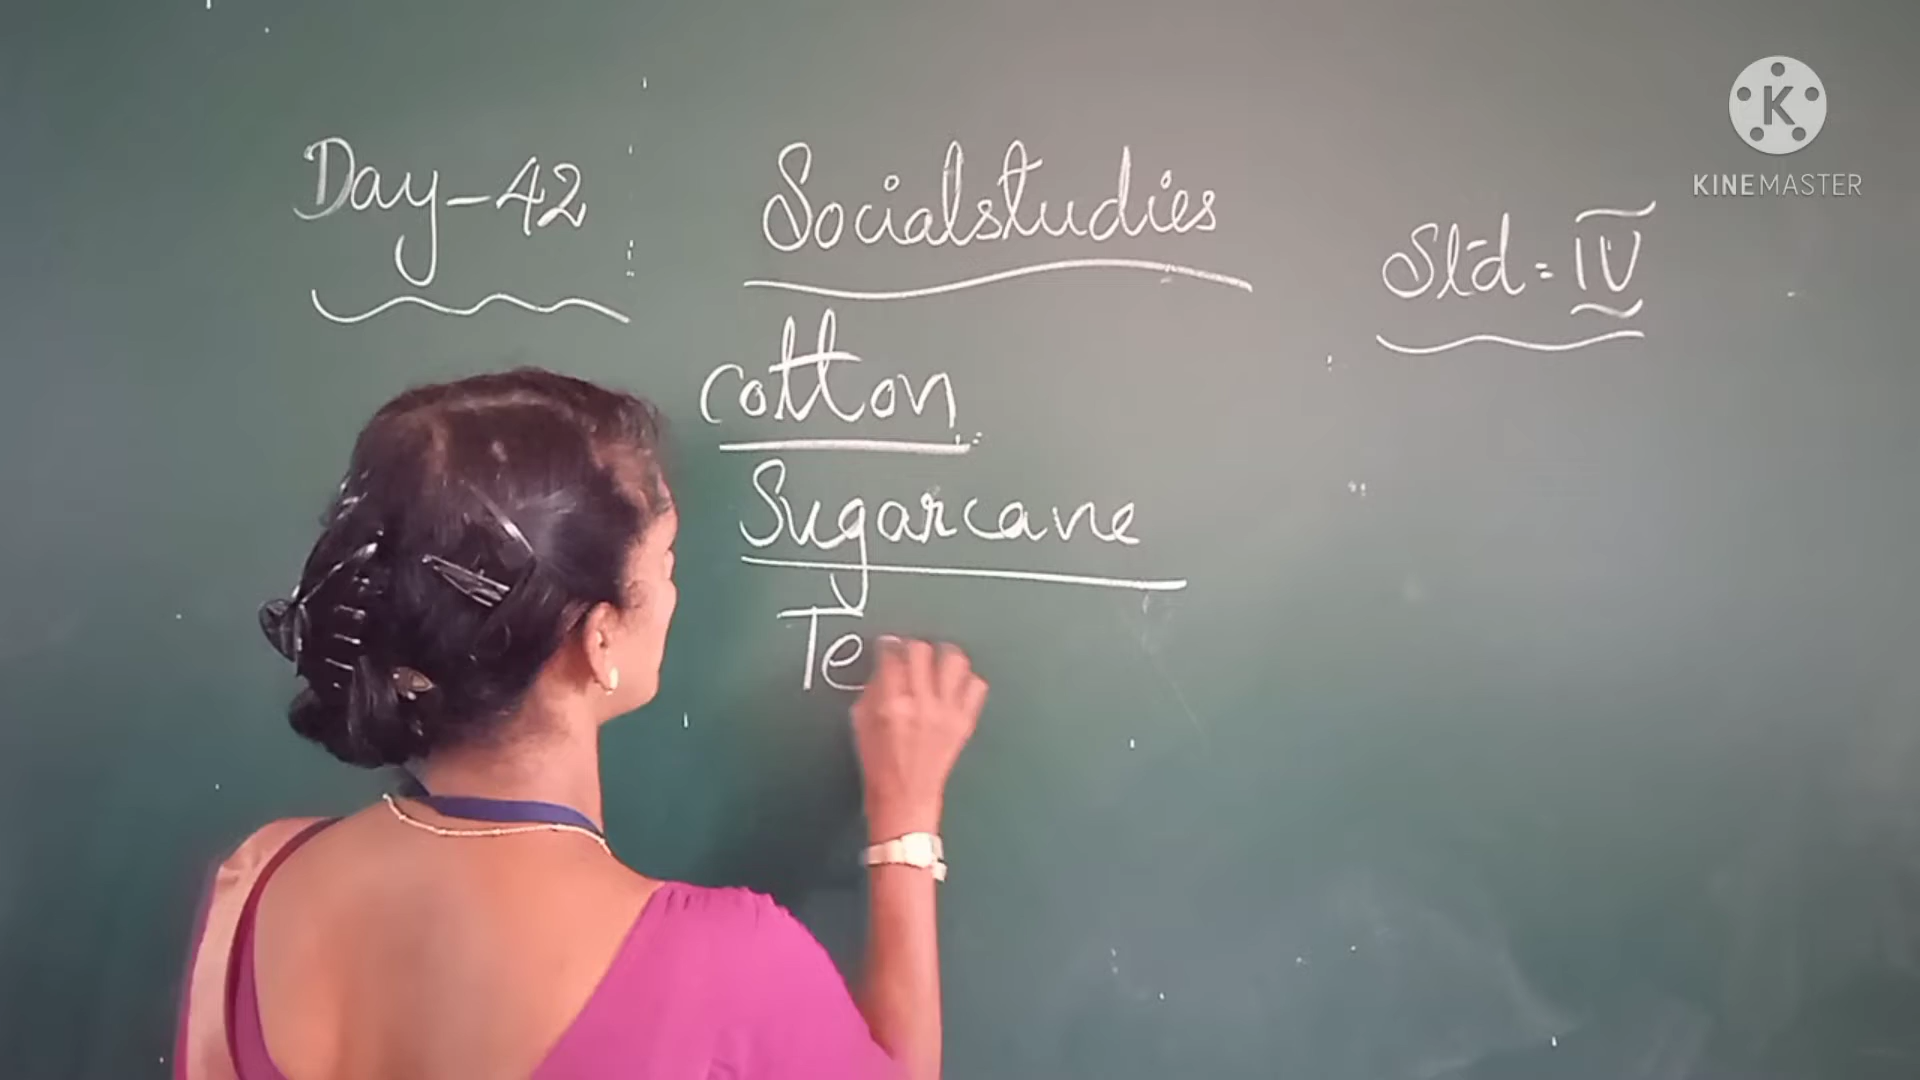 Day-42
Socialstudies
Std = IV
cotton
Sugarcane
Te
K
KINEMASTER